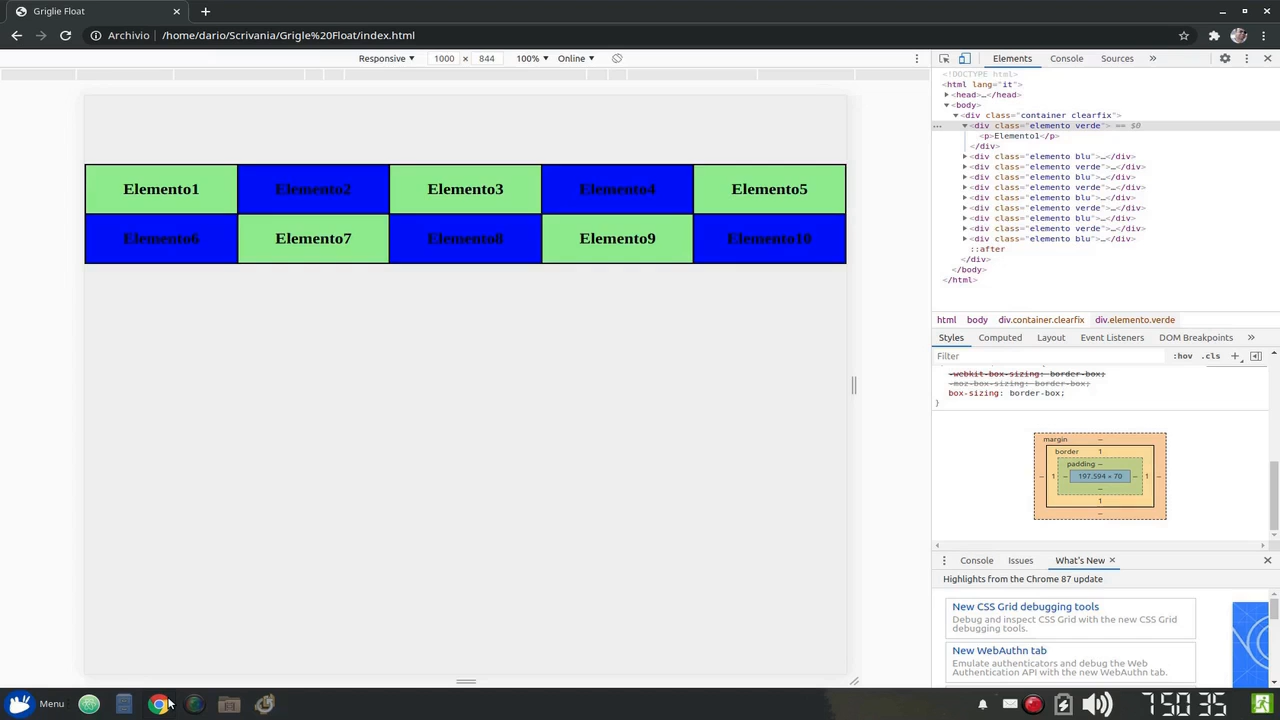 Griglie Float
Archivio /home/dario/Scrivania/Grigle%20Float/index.html
Responsive 1000 × 844 100% Online
Elements Console Sources
Elemento1 Elemento2 Elemento3 Elemento4 Elemento5
Elemento6 Elemento7 Elemento8 Elemento9 Elemento10
<!DOCTYPE html>
<html lang="it">
<head>…</head>
<body>
<div class="container clearfix">
<div class="elemento verde"> == $0
<p>Elemento1</p>
</div>
<div class="elemento blu">…</div>
<div class="elemento verde">…</div>
<div class="elemento blu">…</div>
<div class="elemento verde">…</div>
<div class="elemento blu">…</div>
<div class="elemento verde">…</div>
<div class="elemento blu">…</div>
<div class="elemento verde">…</div>
<div class="elemento blu">…</div>
::after
</div>
</body>
</html>
html body div.container.clearfix div.elemento.verde
Styles Computed Layout Event Listeners DOM Breakpoints
Filter :hov .cls
-webkit-box-sizing: border-box;
-moz-box-sizing: border-box;
box-sizing: border-box;
}
margin –
border 1
padding –
– 1 – 197.594 × 70 – 1 –
–
1
–
Console Issues What's New
Highlights from the Chrome 87 update
New CSS Grid debugging tools
Debug and inspect CSS Grid with the new CSS Grid
debugging tools.
New WebAuthn tab
Emulate authenticators and debug the Web
Authentication API with the new WebAuthn tab.
Menu